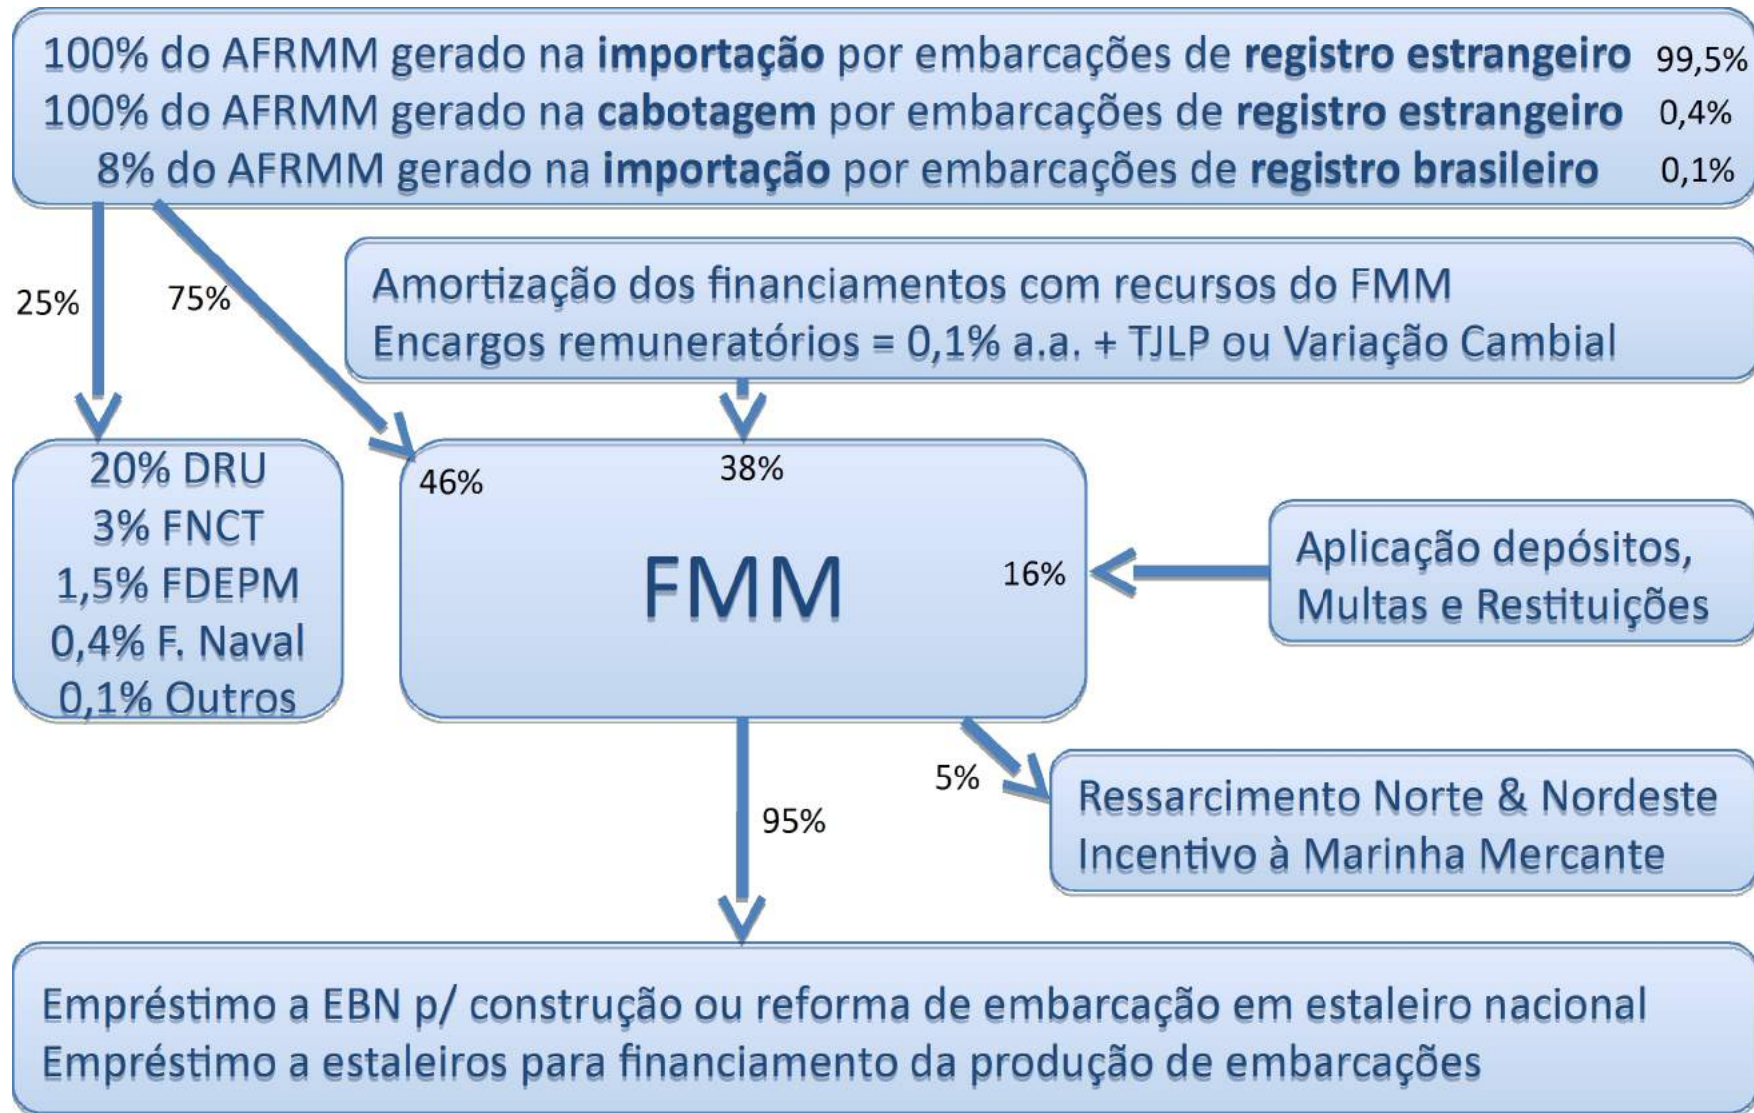 100% do AFRMM gerado na importação por embarcações de registro estrangeiro 99,5%
100% do AFRMM gerado na cabotagem por embarcações de registro estrangeiro 0,4%
8% do AFRMM gerado na importação por embarcações de registro brasileiro 0,1%
25%
75%
Amortização dos financiamentos com recursos do FMM
Encargos remuneratórios = 0,1% a.a. + TJLP ou Variação Cambial
20% DRU
3% FNCT
1,5% FDEPM
0,4% F. Naval
0,1% Outros
46%
38%
FMM
16%
Aplicação depósitos,
Multas e Restituições
95%
5%
Ressarcimento Norte & Nordeste
Incentivo à Marinha Mercante
Empréstimo a EBN p/ construção ou reforma de embarcação em estaleiro nacional
Empréstimo a estaleiros para financiamento da produção de embarcações